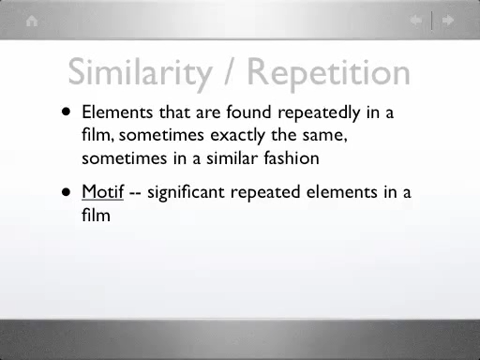 Similarity / Repetition
• Elements that are found repeatedly in a
film, sometimes exactly the same,
sometimes in a similar fashion
• Motif -- significant repeated elements in a
film